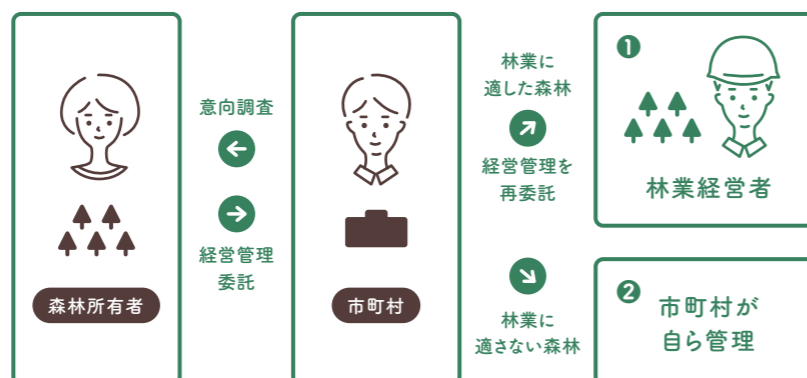 森林所有者
意向調査
経営管理
委託
市町村
林業に
適した森林
経営管理を
再委託
林業に
適さない森林
1
林業経営者
2
市町村が
自ら管理